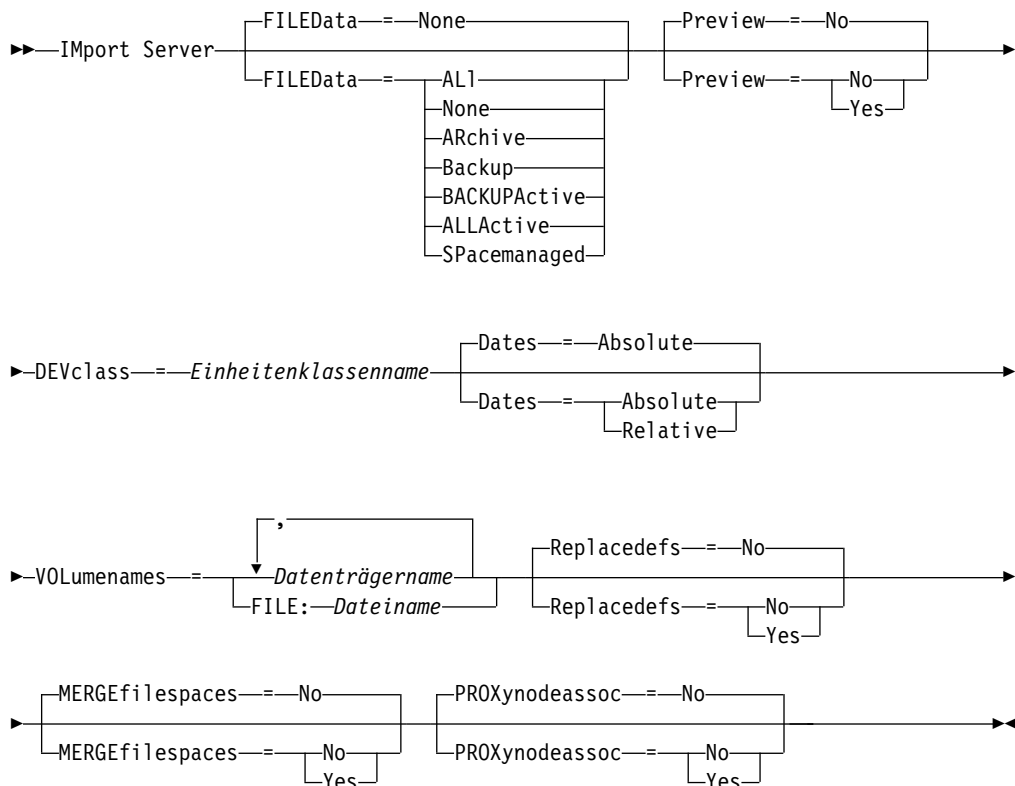 FILEData = None Preview = No
IMport Server
FILEData = ALl Preview = No
None Yes
ARchive
Backup
BACKUPActive
ALLActive
SPacemanaged
Dates = Absolute
DEVclass = Einheitenklassenname
Dates = Absolute
Relative
,
Replacedefs = No
VOLumenames = Datenträgername
FILE: Dateiname Replacedefs = No
Yes
MERGEfilespaces = No PROXynodeassoc = No
MERGEfilespaces = No PROXynodeassoc = No
Yes Yes